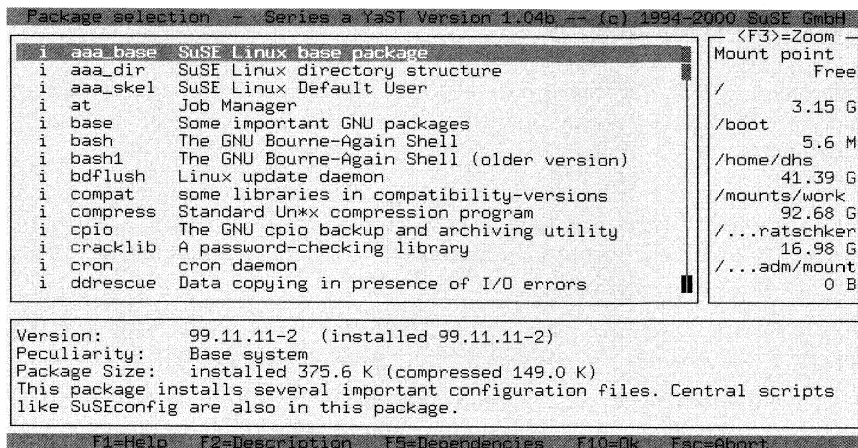 Package selection - Series a YaST Version 1.04b -- (c) 1994-2000 SuSE GmbH
i aaa_base SuSE Linux base package
i aaa_dir SuSE Linux directory structure
i aaa_skel SuSE Linux Default User
i at Job Manager
i base Some important GNU packages
i bash The GNU Bourne-Again Shell
i bash1 The GNU Bourne-Again Shell (older version)
i bdflush Linux update daemon
i compat some libraries in compatibility-versions
i compress Standard Un*x compression program
i cpio The GNU cpio backup and archiving utility
i cracklib A password-checking library
i cron cron daemon
i ddrescue Data copying in presence of I/O errors
<F3>=Zoom
Mount point
Free
/
3.15 G
/boot
5.6 M
/home/dhs
41.39 G
/mounts/work
92.68 G
/...ratschker
16.98 G
/...adm/mount
0 B
Version: 99.11.11-2 (installed 99.11.11-2)
Peculiarity: Base system
Package Size: installed 375.6 K (compressed 149.0 K)
This package installs several important configuration files. Central scripts
like SuSEconfig are also in this package.
F1=Help F2=Description F5=Dependencies F10=Ok Esc=Abort